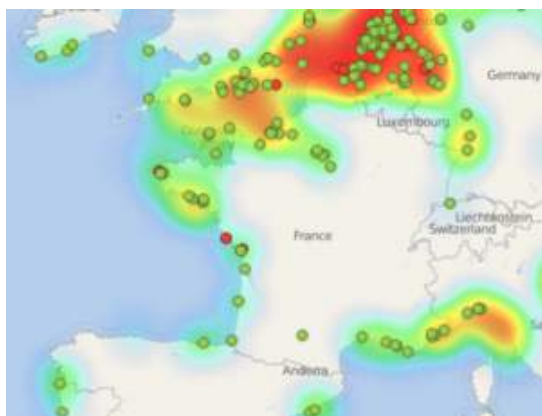 Germany
Luxembourg
Liechtenstein
Switzerland
France
Andorra